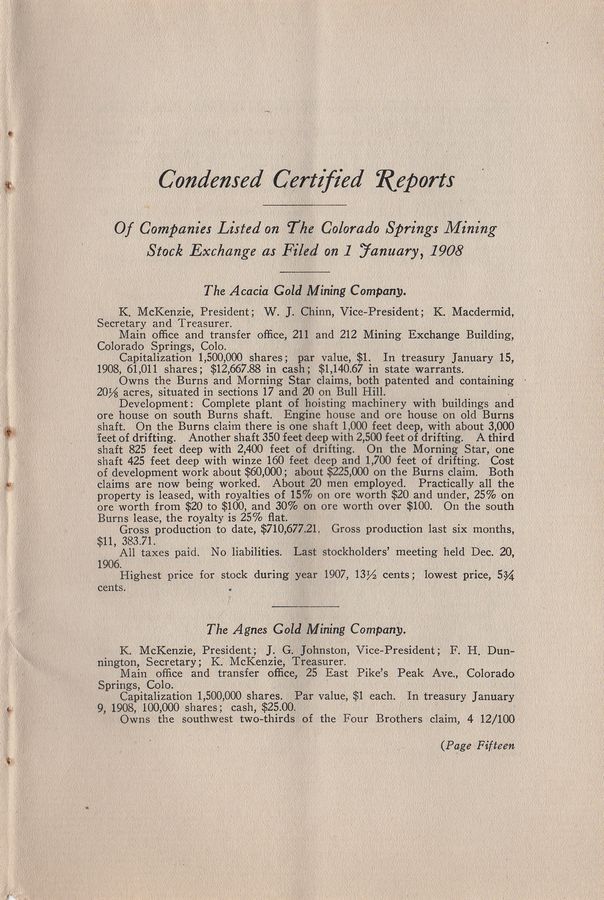 Condensed Certified Reports
Of Companies Listed on The Colorado Springs Mining
Stock Exchange as Filed on 1 January, 1908
The Acacia Gold Mining Company.
K. McKenzie, President; W. J. Chinn, Vice-President; K. Macdermid,
Secretary and Treasurer.
Main office and transfer office, 211 and 212 Mining Exchange Building,
Colorado Springs, Colo.
Capitalization 1,500,000 shares; par value, $1. In treasury January 15,
1908, 61,011 shares; $12,667.88 in cash; $1,140.67 in state warrants.
Owns the Burns and Morning Star claims, both patented and containing
20⅛ acres, situated in sections 17 and 20 on Bull Hill.
Development: Complete plant of hoisting machinery with buildings and
ore house on south Burns shaft. Engine house and ore house on old Burns
shaft. On the Burns claim there is one shaft 1,000 feet deep, with about 3,000
feet of drifting. Another shaft 350 feet deep with 2,500 feet of drifting. A third
shaft 825 feet deep with 2,400 feet of drifting. On the Morning Star, one
shaft 425 feet deep with winze 160 feet deep and 1,700 feet of drifting. Cost
of development work about $60,000; about $225,000 on the Burns claim. Both
claims are now being worked. About 20 men employed. Practically all the
property is leased, with royalties of 15% on ore worth $20 and under, 25% on
ore worth from $20 to $100, and 30% on ore worth over $100. On the south
Burns lease, the royalty is 25% flat.
Gross production to date, $710,677.21. Gross production last six months,
$11, 383.71.
All taxes paid. No liabilities. Last stockholders' meeting held Dec. 20,
1906.
Highest price for stock during year 1907, 13½ cents; lowest price, 5¾
cents.
The Agnes Gold Mining Company.
K. McKenzie, President; J. G. Johnston, Vice-President; F. H. Dun-
nington, Secretary; K. McKenzie, Treasurer.
Main office and transfer office, 25 East Pike's Peak Ave., Colorado
Springs, Colo.
Capitalization 1,500,000 shares. Par value, $1 each. In treasury January
9, 1908, 100,000 shares; cash, $25.00.
Owns the southwest two-thirds of the Four Brothers claim, 4 12/100
(Page Fifteen